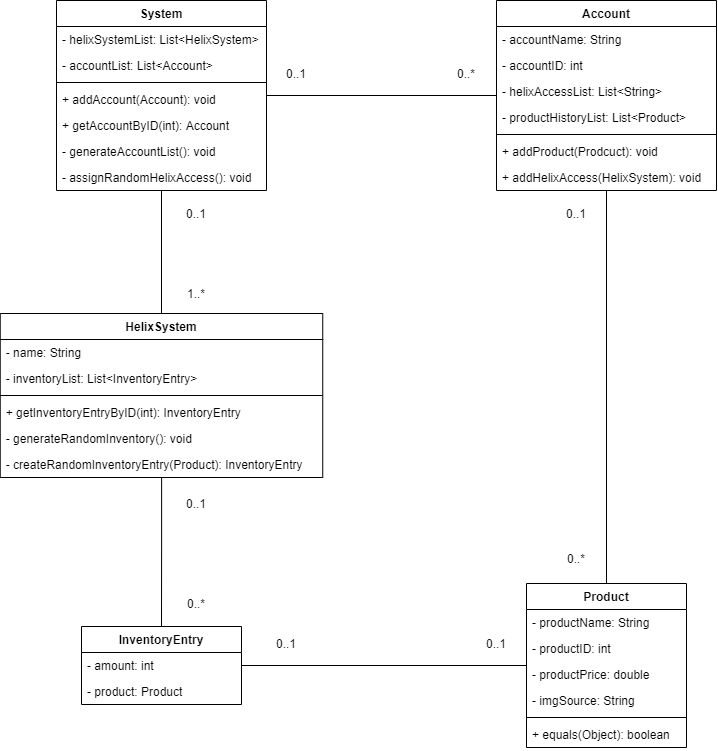 System
- helixSystemList: List<HelixSystem>
- accountList: List<Account>
+ addAccount(Account): void
+ getAccountByID(int): Account
- generateAccountList(): void
- assignRandomHelixAccess(): void
0..1
0..*
Account
- accountName: String
- accountID: int
- helixAccessList: List<String>
- productHistoryList: List<Product>
+ addProduct(Prodcuct): void
+ addHelixAccess(HelixSystem): void
0..1
1..*
0..1
0..*
HelixSystem
- name: String
- inventoryList: List<InventoryEntry>
+ getInventoryEntryByID(int): InventoryEntry
- generateRandomInventory(): void
- createRandomInventoryEntry(Product): InventoryEntry
0..1
0..*
InventoryEntry
- amount: int
- product: Product
0..1
0..1
Product
- productName: String
- productID: int
- productPrice: double
- imgSource: String
+ equals(Object): boolean